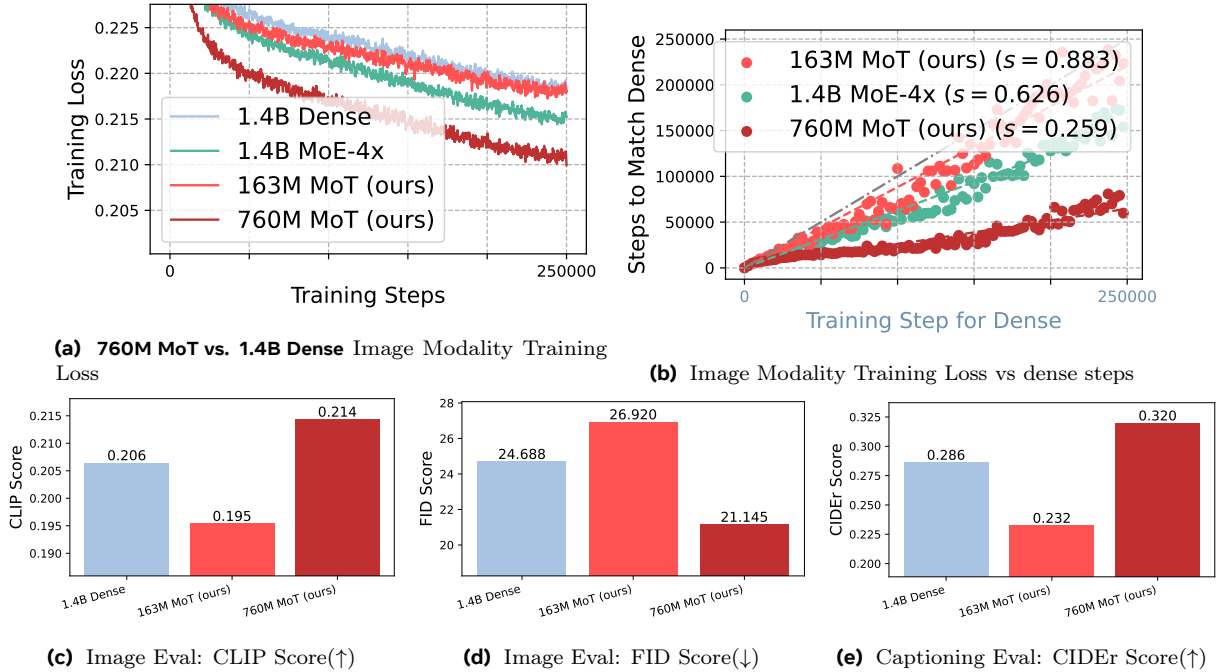 0.225
0.220
0.215
0.210
0.205
Training Loss
1.4B Dense
1.4B MoE-4x
163M MoT (ours)
760M MoT (ours)
0
250000
Training Steps
(a) 760M MoT vs. 1.4B Dense Image Modality Training
Loss
250000
200000
150000
100000
50000
0
Steps to Match Dense
163M MoT (ours) (s = 0.883)
1.4B MoE-4x (s = 0.626)
760M MoT (ours) (s = 0.259)
0
250000
Training Step for Dense
(b) Image Modality Training Loss vs dense steps
0.215
0.210
0.205
0.200
0.195
0.190
CLIP Score
0.206
0.195
0.214
1.4B Dense
163M MoT (ours)
760M MoT (ours)
(c) Image Eval: CLIP Score(↑)
28
26
24
22
20
FID Score
24.688
26.920
21.145
1.4B Dense
163M MoT (ours)
760M MoT (ours)
(d) Image Eval: FID Score(↓)
0.325
0.300
0.275
0.250
0.225
0.200
CIDEr Score
0.286
0.232
0.320
1.4B Dense
163M MoT (ours)
760M MoT (ours)
(e) Captioning Eval: CIDEr Score(↑)